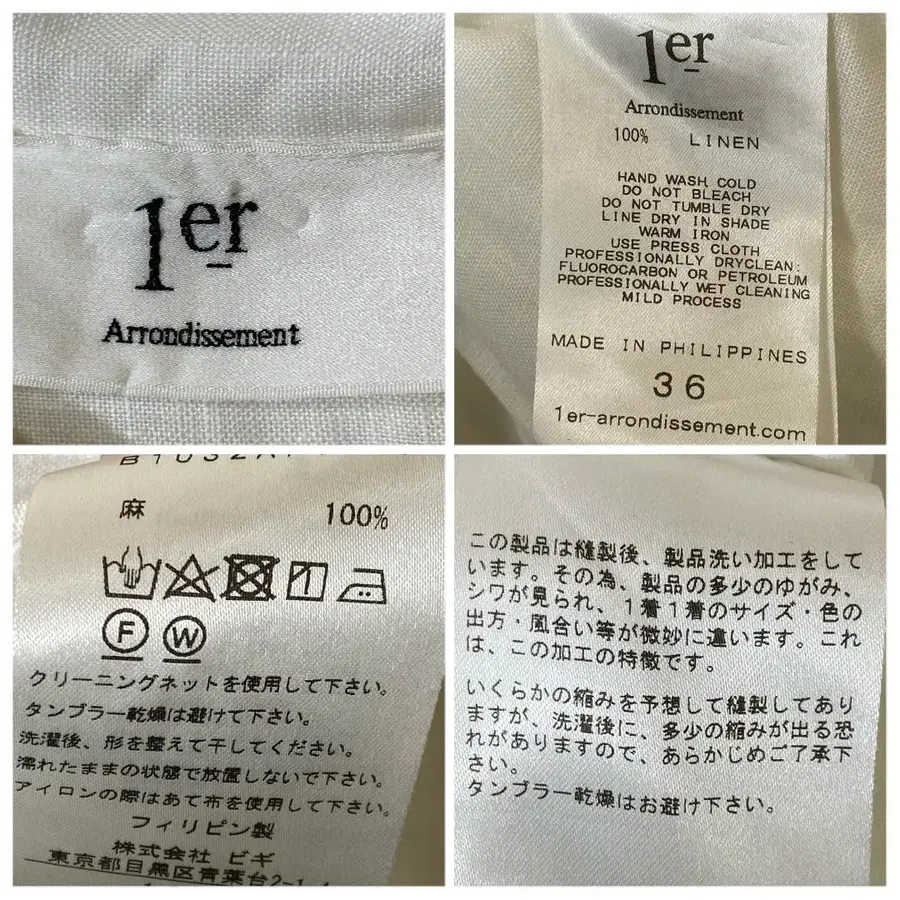 1er
Arrondissement
1er
Arrondissement
100% LINEN
HAND WASH COLD
DO NOT BLEACH
DO NOT TUMBLE DRY
LINE DRY IN SHADE
WARM IRON
USE PRESS CLOTH
PROFESSIONALLY DRYCLEAN:
FLUOROCARBON OR PETROLEUM
PROFESSIONALLY WET CLEANING
MILD PROCESS
MADE IN PHILIPPINES
36
1er-arrondissement.com
麻 100%
F W
クリーニングネットを使用して下さい。
タンブラー乾燥は避けて下さい。
洗濯後、形を整えて干してください。
濡れたままの状態で放置しないで下さい。
アイロンの際はあて布を使用して下さい。
フィリピン製
株式会社 ビギ
東京都目黒区青葉台2-1
この製品は縫製後、製品洗い加工をして
います。その為、製品の多少のゆがみ、
シワが見られ、1着1着のサイズ・色の
出方・風合い等が微妙に違います。これ
は、この加工の特徴です。
いくらかの縮みを予想して縫製してあり
ますが、洗濯後に、多少の縮みが出る恐
れがありますので、あらかじめご了承下
さい。
タンブラー乾燥はお避け下さい。